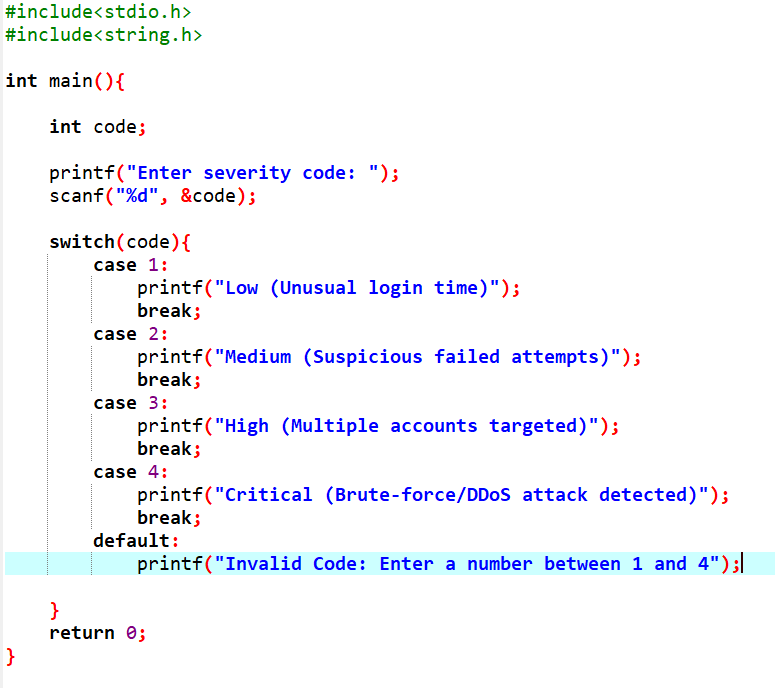 #include<stdio.h>
#include<string.h>

int main(){

    int code;

    printf("Enter severity code: ");
    scanf("%d", &code);

    switch(code){
        case 1:
            printf("Low (Unusual login time)");
            break;
        case 2:
            printf("Medium (Suspicious failed attempts)");
            break;
        case 3:
            printf("High (Multiple accounts targeted)");
            break;
        case 4:
            printf("Critical (Brute-force/DDoS attack detected)");
            break;
        default:
            printf("Invalid Code: Enter a number between 1 and 4");

    }
    return 0;
}